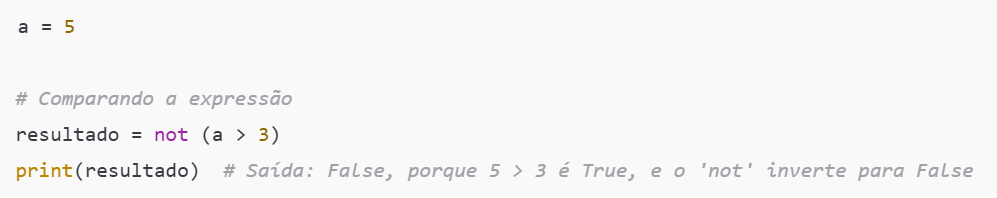 a = 5
# Comparando a expressão
resultado = not (a > 3)
print(resultado)  # Saída: False, porque 5 > 3 é True, e o 'not' inverte para False